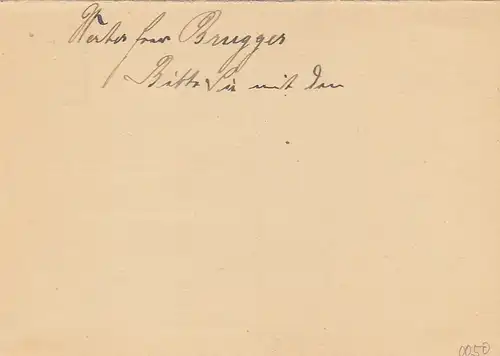 Werter Herr Brugger
Bitte Sie mit den
0050